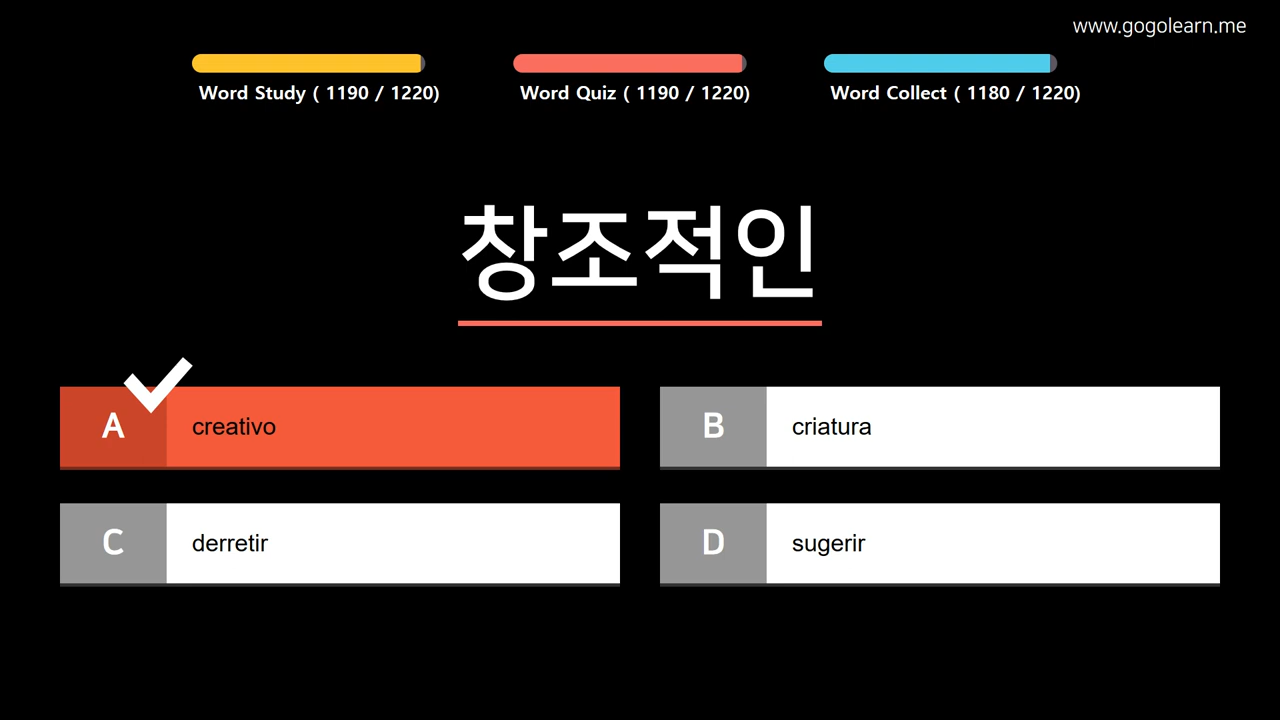 www.gogolearn.me
Word Study ( 1190 / 1220)
Word Quiz ( 1190 / 1220)
Word Collect ( 1180 / 1220)
창조적인
A creativo
B criatura
C derretir
D sugerir